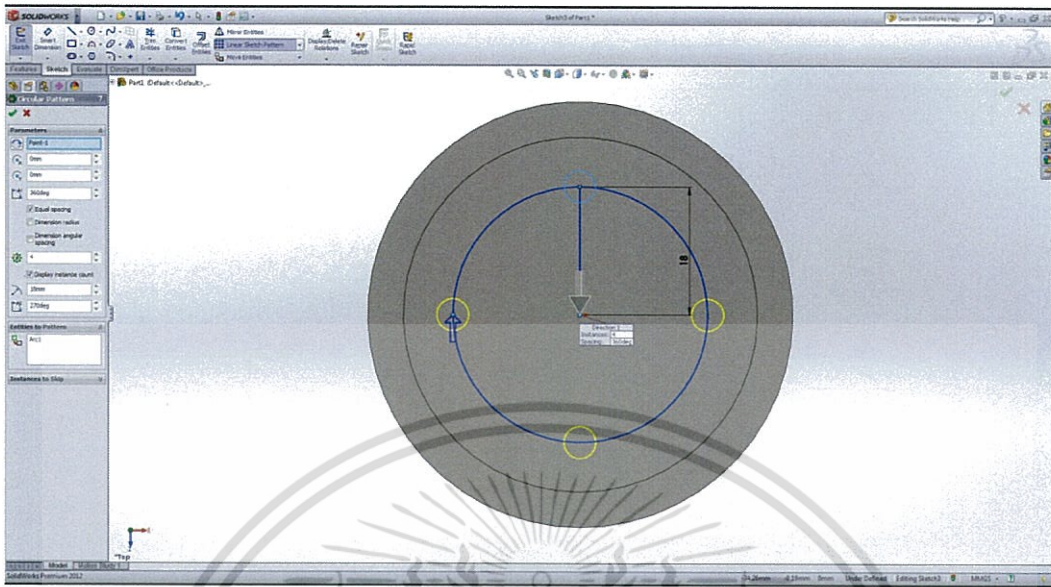 SOLIDWORKS
Sketch3 of Part1 *
Search SolidWorks Help
Exit Sketch
Smart Dimension
Trim Entities
Convert Entities
Offset Entities
Mirror Entities
Linear Sketch Pattern
Move Entities
Display/Delete Relations
Repair Sketch
Quick Snaps
Rapid Sketch
Features
Sketch
Evaluate
DimXpert
Office Products
Part1 (Default<<Default>_...
Circular Pattern
?
Parameters
Point-1
0mm
0mm
360deg
Equal spacing
Dimension radius
Dimension angular spacing
4
Display instance count
18mm
270deg
Entities to Pattern
Arc1
Instances to Skip
18
Direction 1
Instances: 4
Spacing: 360deg
*Top
Model
Motion Study 1
SolidWorks Premium 2012
0mm
Under Defined
Editing Sketch3
MMGS